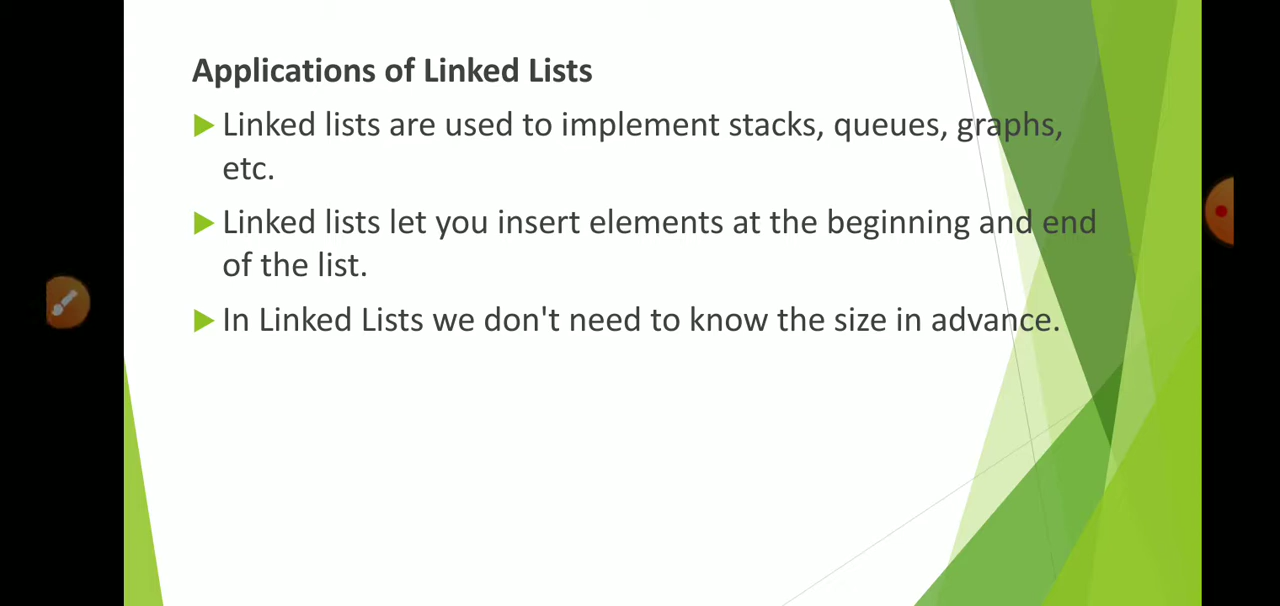 Applications of Linked Lists
Linked lists are used to implement stacks, queues, graphs,
etc.
Linked lists let you insert elements at the beginning and end
of the list.
In Linked Lists we don't need to know the size in advance.